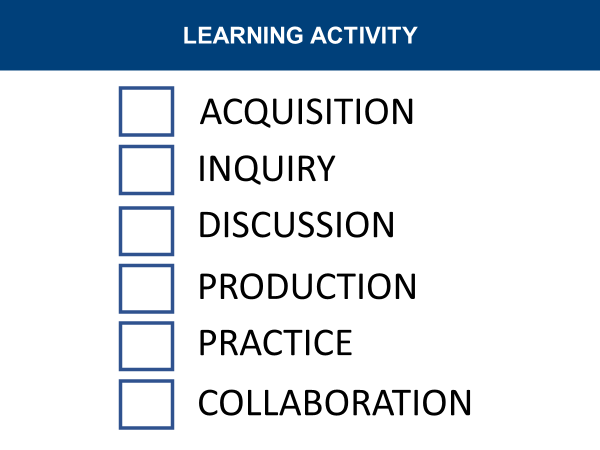 LEARNING ACTIVITY
ACQUISITION
INQUIRY
DISCUSSION
PRODUCTION
PRACTICE
COLLABORATION